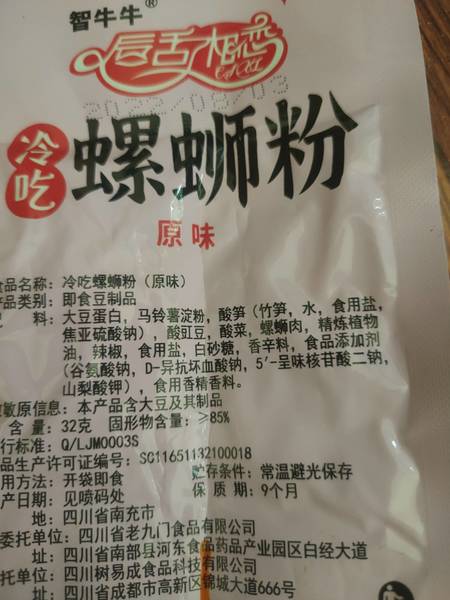 智牛牛®
唇舌相恋
2022/08/03
冷吃
螺蛳粉
原味
食品名称：冷吃螺蛳粉（原味）
产品类别：即食豆制品
料：大豆蛋白，马铃薯淀粉，酸笋（竹笋，水，食用盐，
焦亚硫酸钠），酸豇豆，酸菜，螺蛳肉，精炼植物
油，辣椒，食用盐，白砂糖，香辛料，食品添加剂
（谷氨酸钠，D-异抗坏血酸钠，5'-呈味核苷酸二钠，
山梨酸钾），食用香精香料。
敏原信息：本产品含大豆及其制品
含 量：32克 固形物含量：≥85%
行标准：Q/LJM0003S
品生产许可证编号：SC11651132100018
用方法：开袋即食
贮存条件：常温避光保存
产日期：见喷码处
保 质 期：9个月
地：四川省南充市
委托单位：四川省老九门食品有限公司
址：四川省南部县河东食品药品产业园区白经大道
托单位：四川树易成食品科技有限公司
址：四川省成都市高新区锦城大道666号